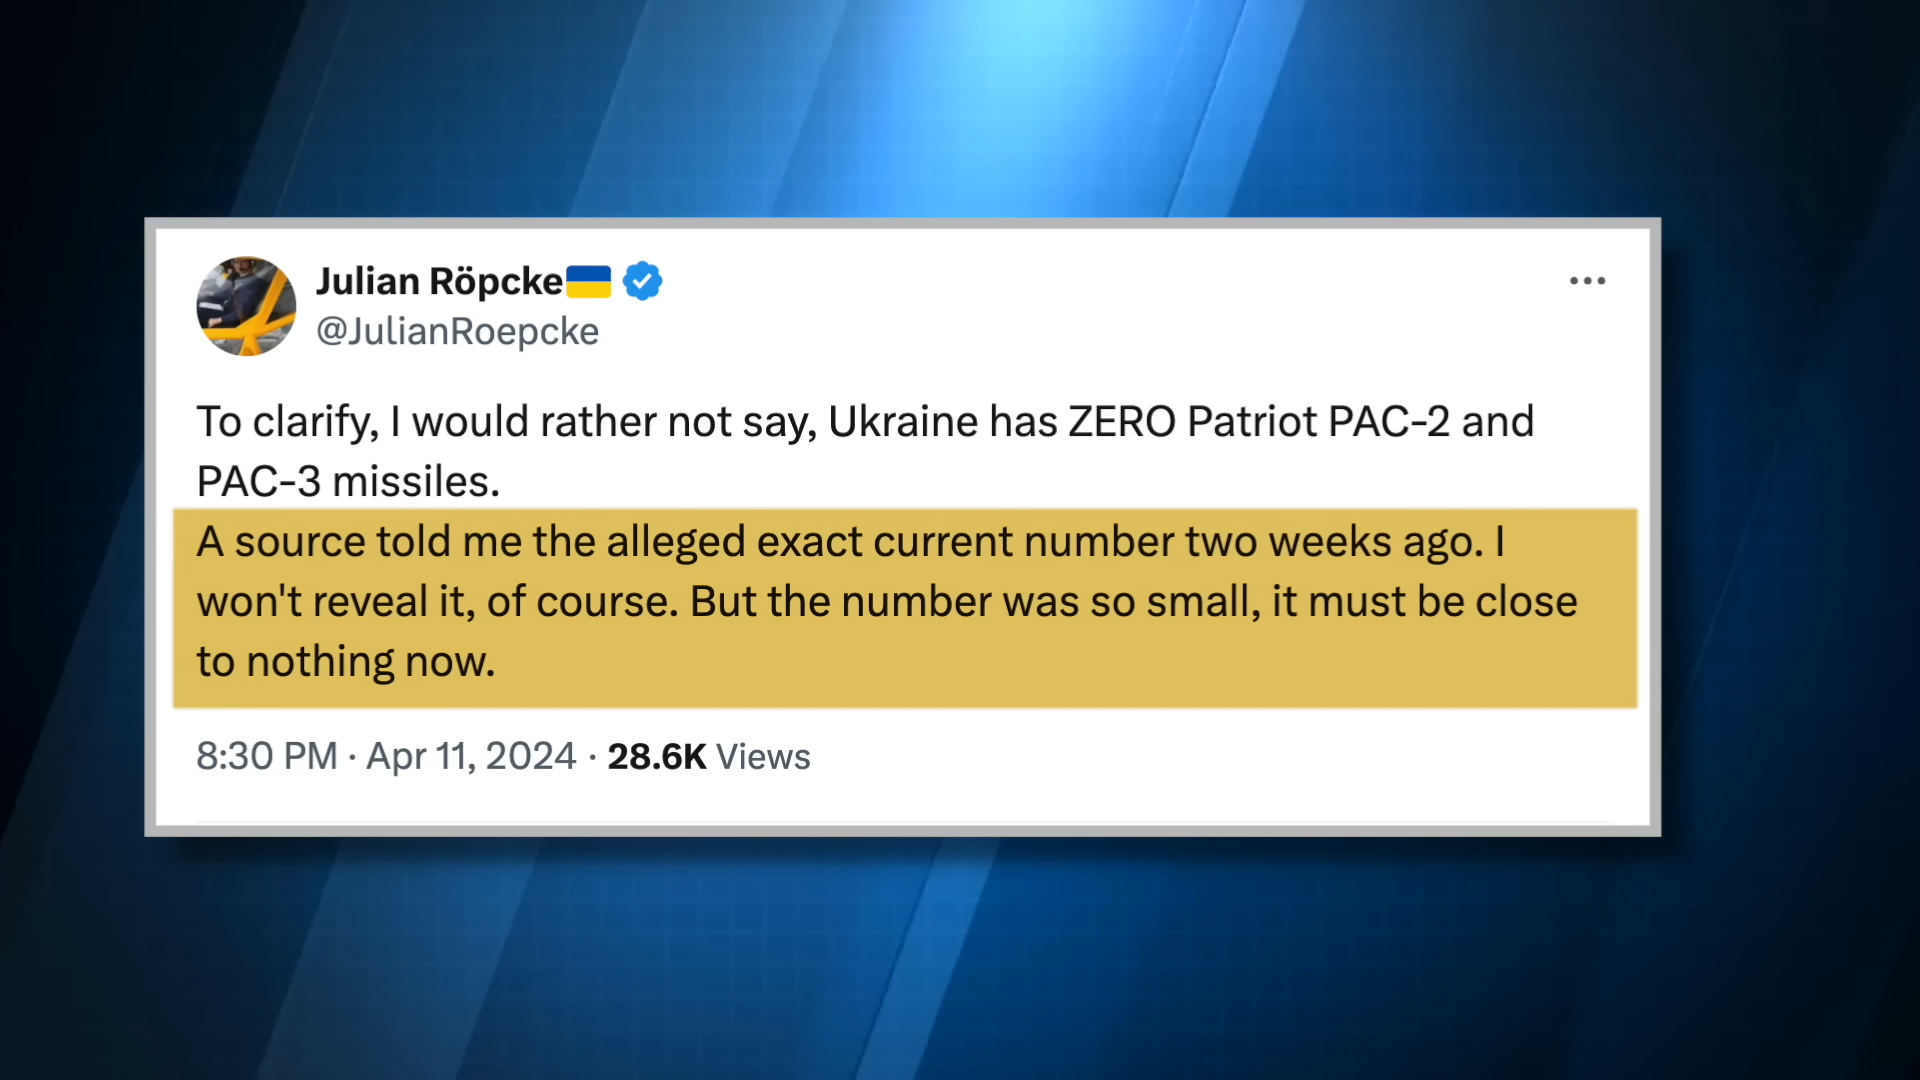 Julian Röpcke🇺🇦
@JulianRoepcke
To clarify, I would rather not say, Ukraine has ZERO Patriot PAC-2 and
PAC-3 missiles.
A source told me the alleged exact current number two weeks ago. I
won't reveal it, of course. But the number was so small, it must be close
to nothing now.
8:30 PM · Apr 11, 2024 · 28.6K Views